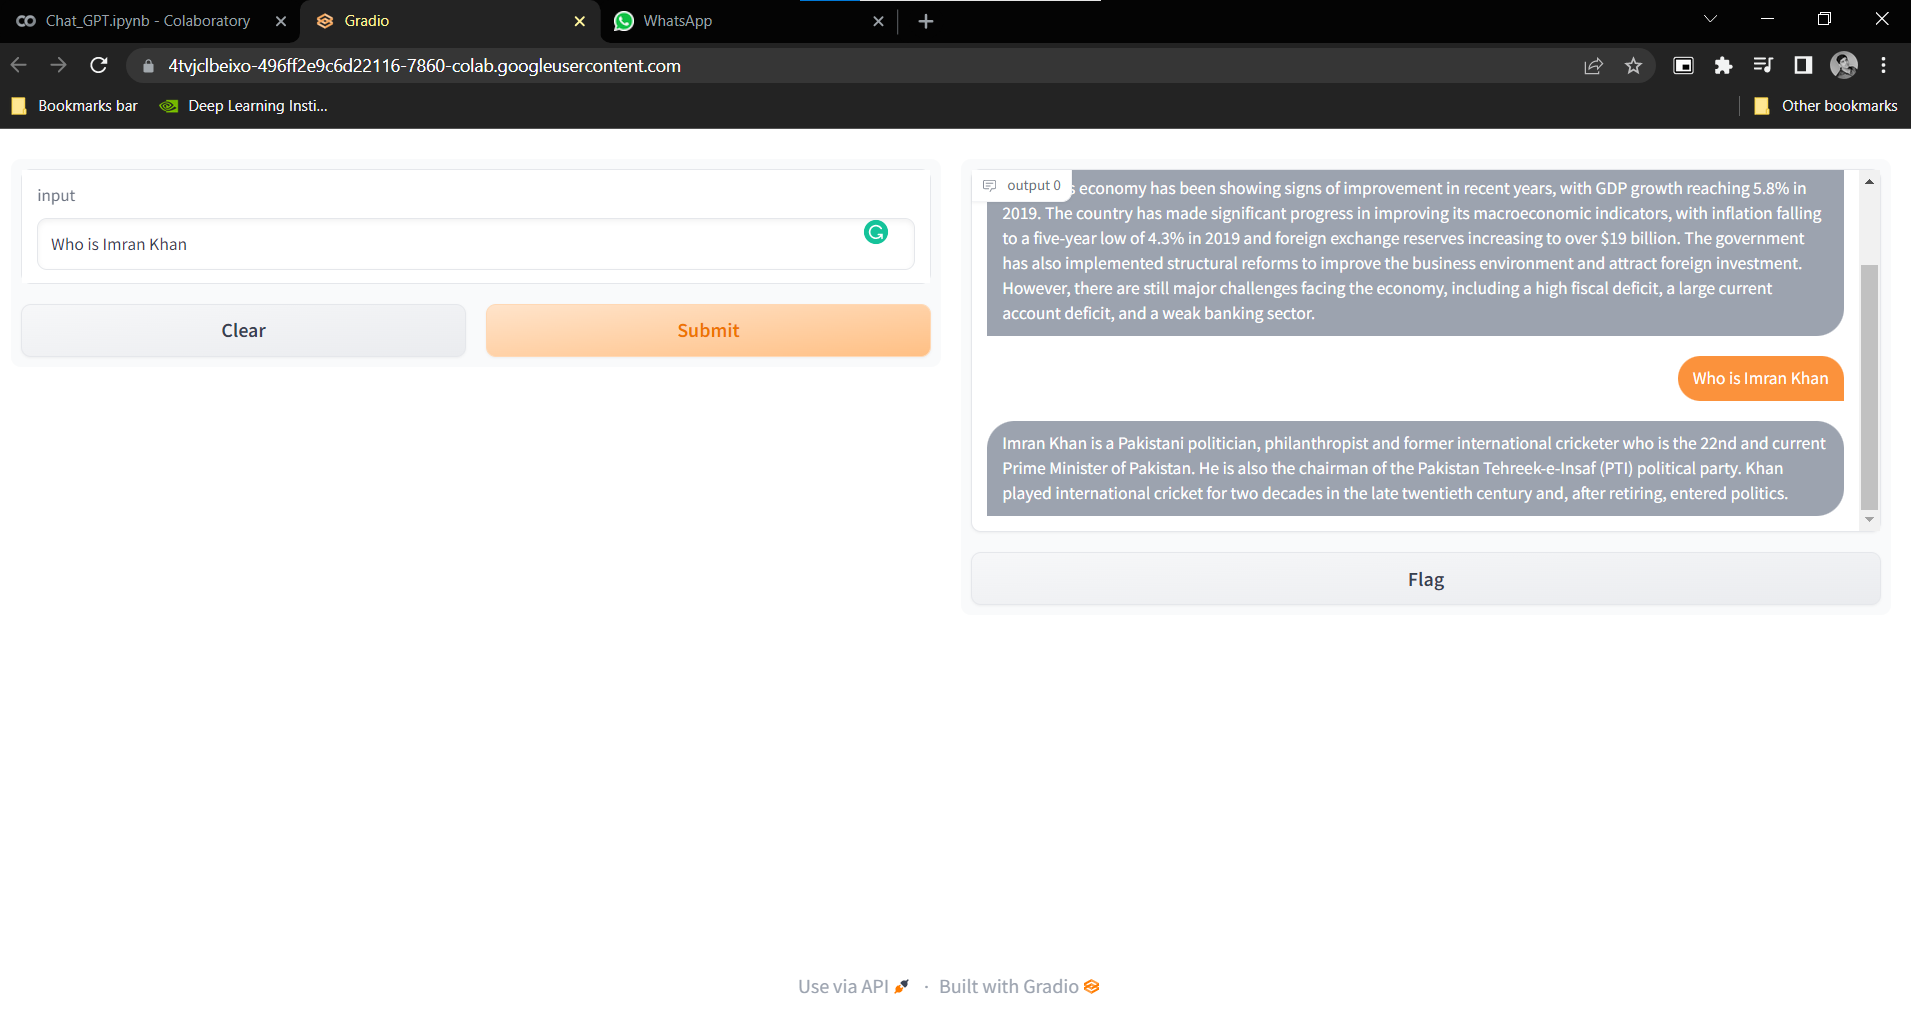 Chat_GPT.ipynb - Colaboratory
Gradio
WhatsApp
4tvjclbeixo-496ff2e9c6d22116-7860-colab.googleusercontent.com
Bookmarks bar
Deep Learning Insti...
Other bookmarks
input
Who is Imran Khan
Clear
Submit
output 0
s economy has been showing signs of improvement in recent years, with GDP growth reaching 5.8% in
2019. The country has made significant progress in improving its macroeconomic indicators, with inflation falling
to a five-year low of 4.3% in 2019 and foreign exchange reserves increasing to over $19 billion. The government
has also implemented structural reforms to improve the business environment and attract foreign investment.
However, there are still major challenges facing the economy, including a high fiscal deficit, a large current
account deficit, and a weak banking sector.
Who is Imran Khan
Imran Khan is a Pakistani politician, philanthropist and former international cricketer who is the 22nd and current
Prime Minister of Pakistan. He is also the chairman of the Pakistan Tehreek-e-Insaf (PTI) political party. Khan
played international cricket for two decades in the late twentieth century and, after retiring, entered politics.
Flag
Use via API · Built with Gradio